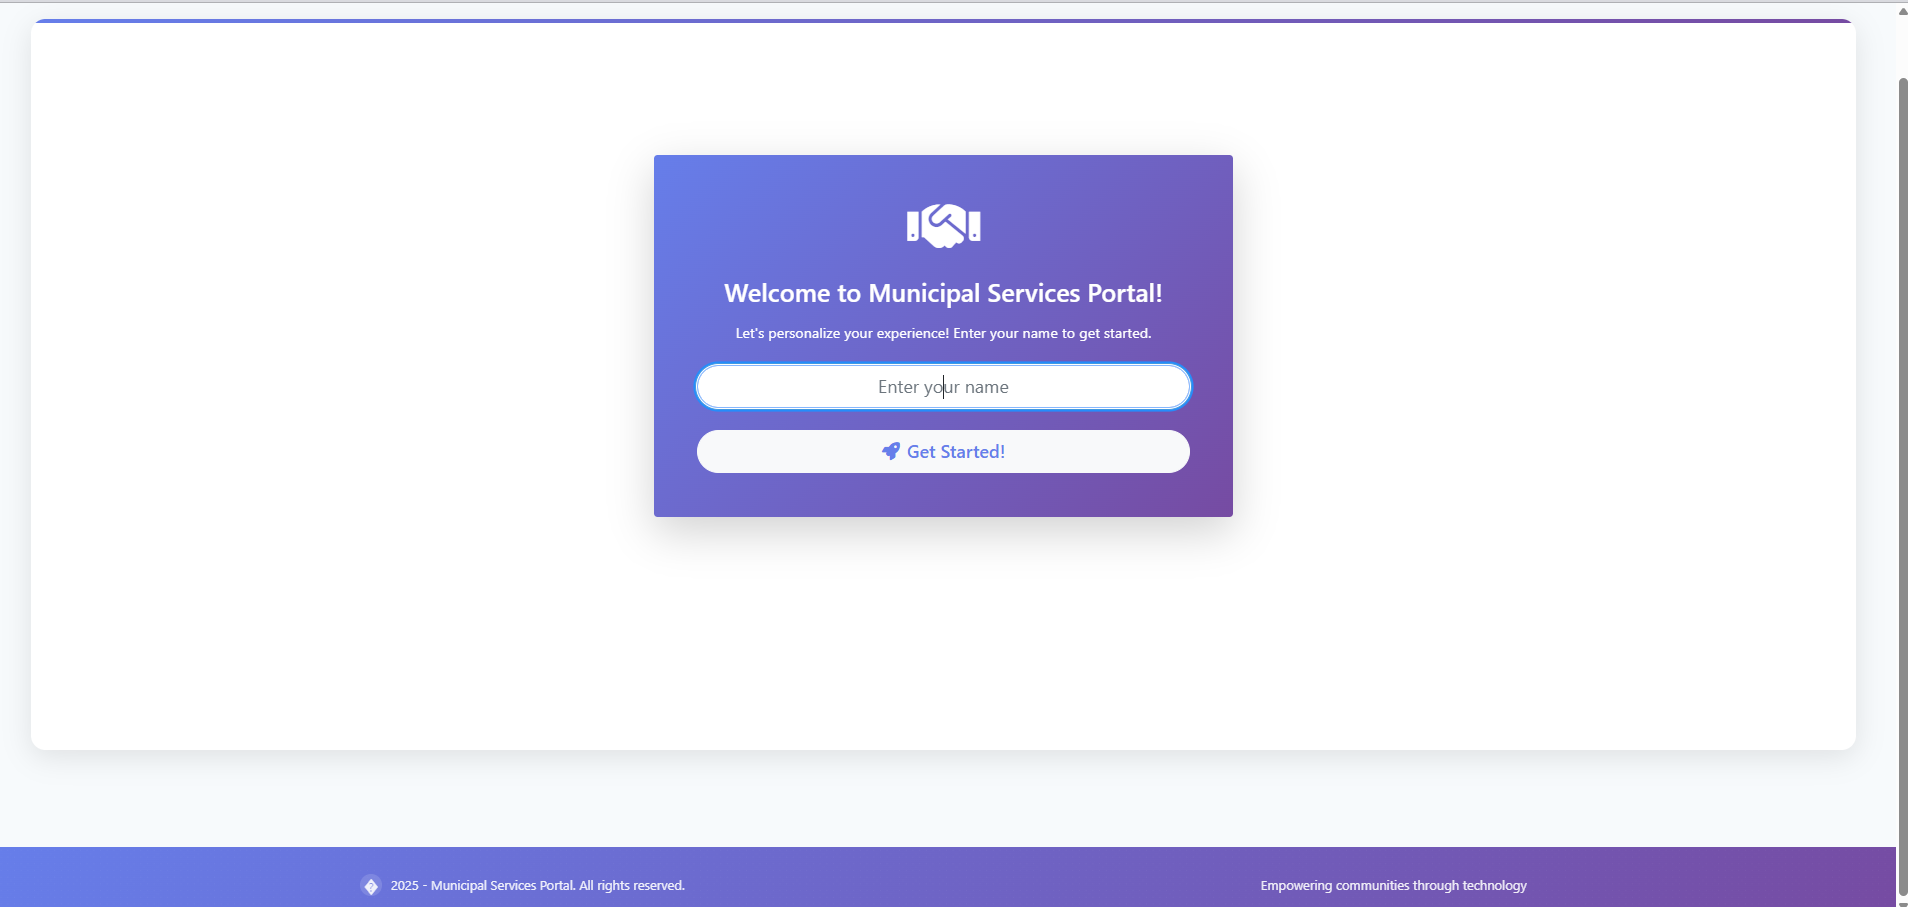 Welcome to Municipal Services Portal!
Let's personalize your experience! Enter your name to get started.
Enter your name
Get Started!
� 2025 - Municipal Services Portal. All rights reserved.
Empowering communities through technology